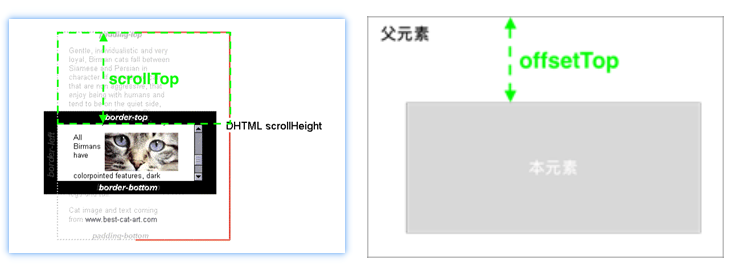 padding-top
Gentle, individualistic and very
loyal, Birman cats fall between
Siamese and Persian in
character
that are non aggressive, that
enjoy being with humans and
tend to be on the quiet side,
scrollTop
border-top
border-left
DHTML scrollHeight
All
Birmans
have
colorpointed features, dark
border-bottom
Cat image and text coming
from www.best-cat-art.com
padding-bottom
父元素
offsetTop
本元素